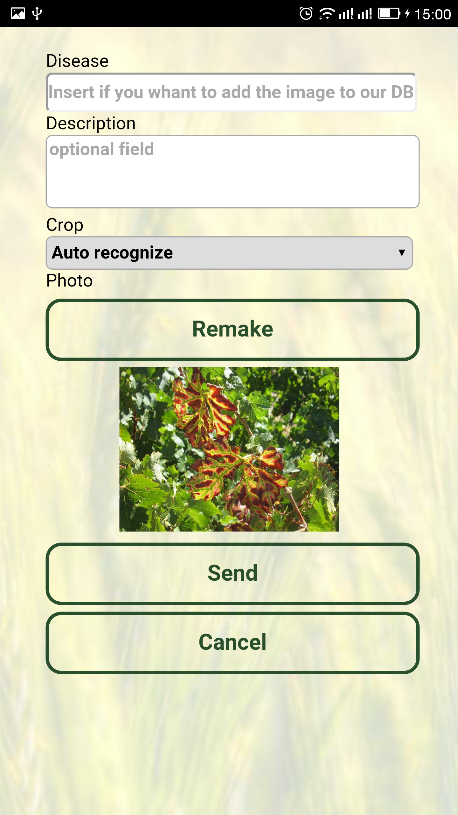 15:00
Disease
Insert if you whant to add the image to our DB
Description
optional field
Crop
Auto recognize
Photo
Remake
Send
Cancel